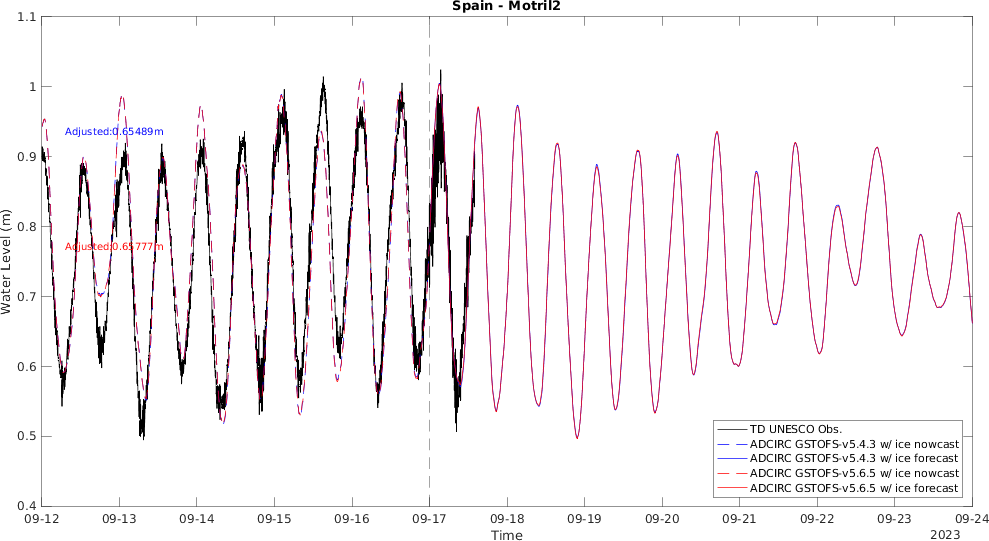 Spain - Motril2
1.1
1
0.9
0.8
0.7
0.6
0.5
0.4
Water Level (m)
Adjusted:0.65489m
Adjusted:0.65777m
TD UNESCO Obs.
ADCIRC GSTOFS-v5.4.3 w/ ice nowcast
ADCIRC GSTOFS-v5.4.3 w/ ice forecast
ADCIRC GSTOFS-v5.6.5 w/ ice nowcast
ADCIRC GSTOFS-v5.6.5 w/ ice forecast
09-12 09-13 09-14 09-15 09-16 09-17 09-18 09-19 09-20 09-21 09-22 09-23 09-24
Time
2023